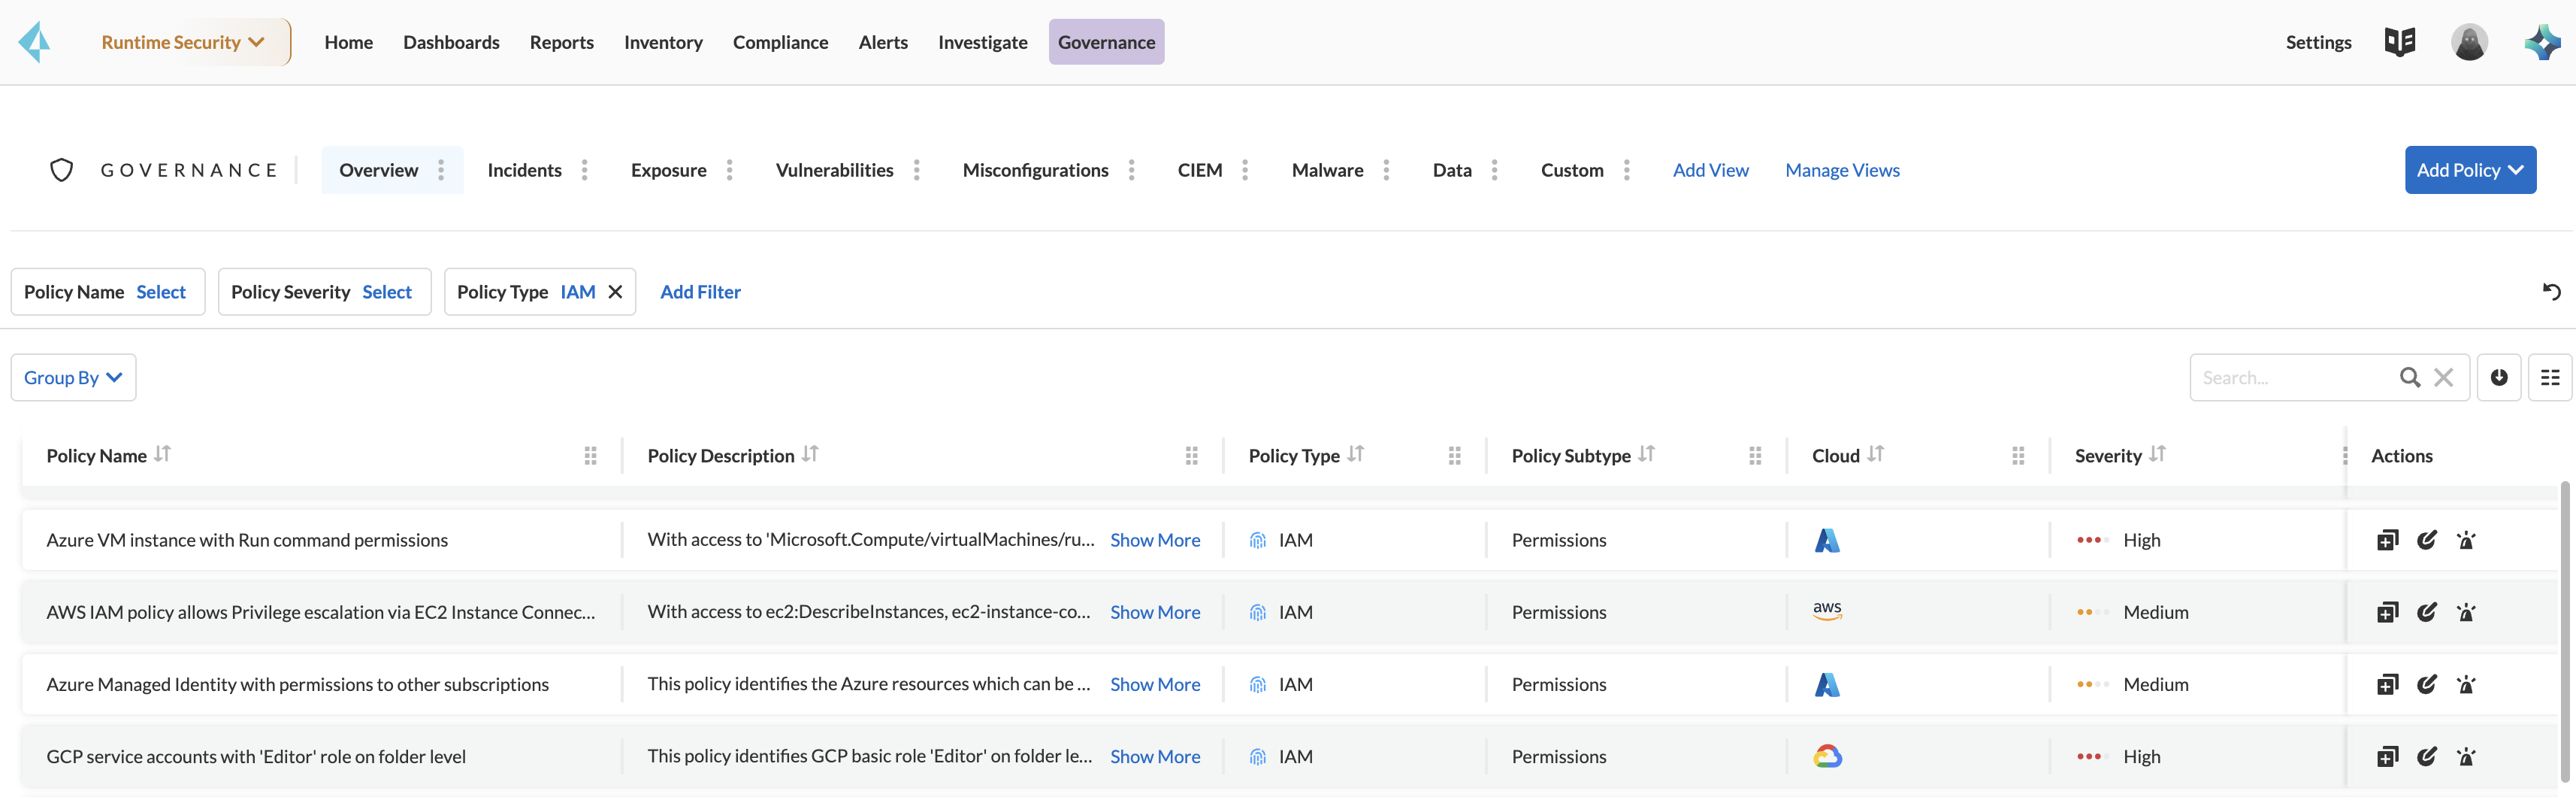 Runtime Security Home Dashboards Reports Inventory Compliance Alerts Investigate Governance Settings
GOVERNANCE Overview Incidents Exposure Vulnerabilities Misconfigurations CIEM Malware Data Custom Add View Manage Views Add Policy
Policy Name Select Policy Severity Select Policy Type IAM Add Filter
Group By Search...
Policy Name Policy Description Policy Type Policy Subtype Cloud Severity Actions
Azure VM instance with Run command permissions With access to 'Microsoft.Compute/virtualMachines/ru... Show More IAM Permissions High
AWS IAM policy allows Privilege escalation via EC2 Instance Connec... With access to ec2:DescribeInstances, ec2-instance-co... Show More IAM Permissions aws Medium
Azure Managed Identity with permissions to other subscriptions This policy identifies the Azure resources which can be ... Show More IAM Permissions Medium
GCP service accounts with 'Editor' role on folder level This policy identifies GCP basic role 'Editor' on folder le... Show More IAM Permissions High